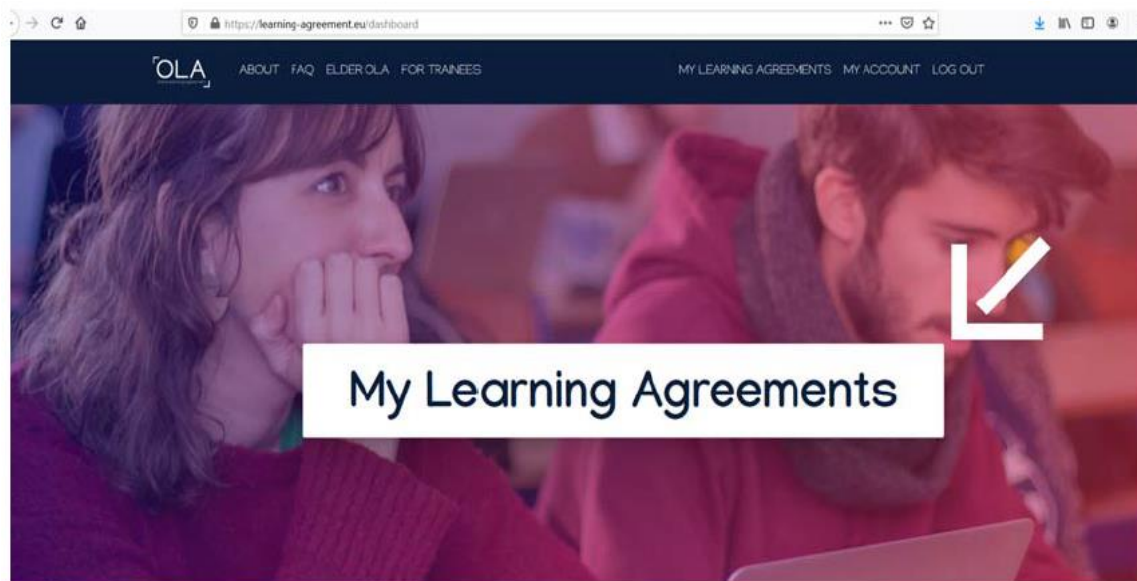 https://learning-agreement.eu/dashboard
OLA
ABOUT FAQ ELDER OLA FOR TRAINEES MY LEARNING AGREEMENTS MY ACCOUNT LOG OUT
My Learning Agreements